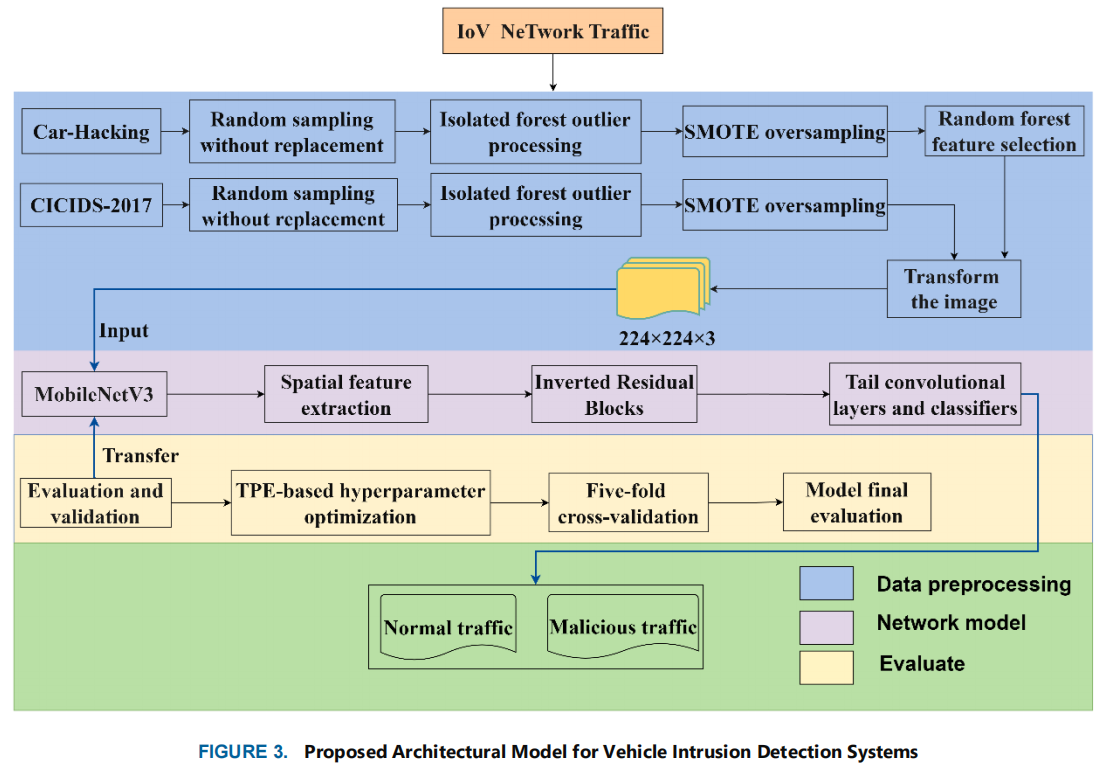 IoV NeTwork Traffic
Car-Hacking
Random sampling
without replacement
Isolated forest outlier
processing
SMOTE oversampling
Random forest
feature selection
CICIDS-2017
Random sampling
without replacement
Isolated forest outlier
processing
SMOTE oversampling
Transform
the image
224×224×3
Input
MobileNetV3
Spatial feature
extraction
Inverted Residual
Blocks
Tail convolutional
layers and classifiers
Transfer
Evaluation and
validation
TPE-based hyperparameter
optimization
Five-fold
cross-validation
Model final
evaluation
Normal traffic
Malicious traffic
Data preprocessing
Network model
Evaluate
FIGURE 3. Proposed Architectural Model for Vehicle Intrusion Detection Systems